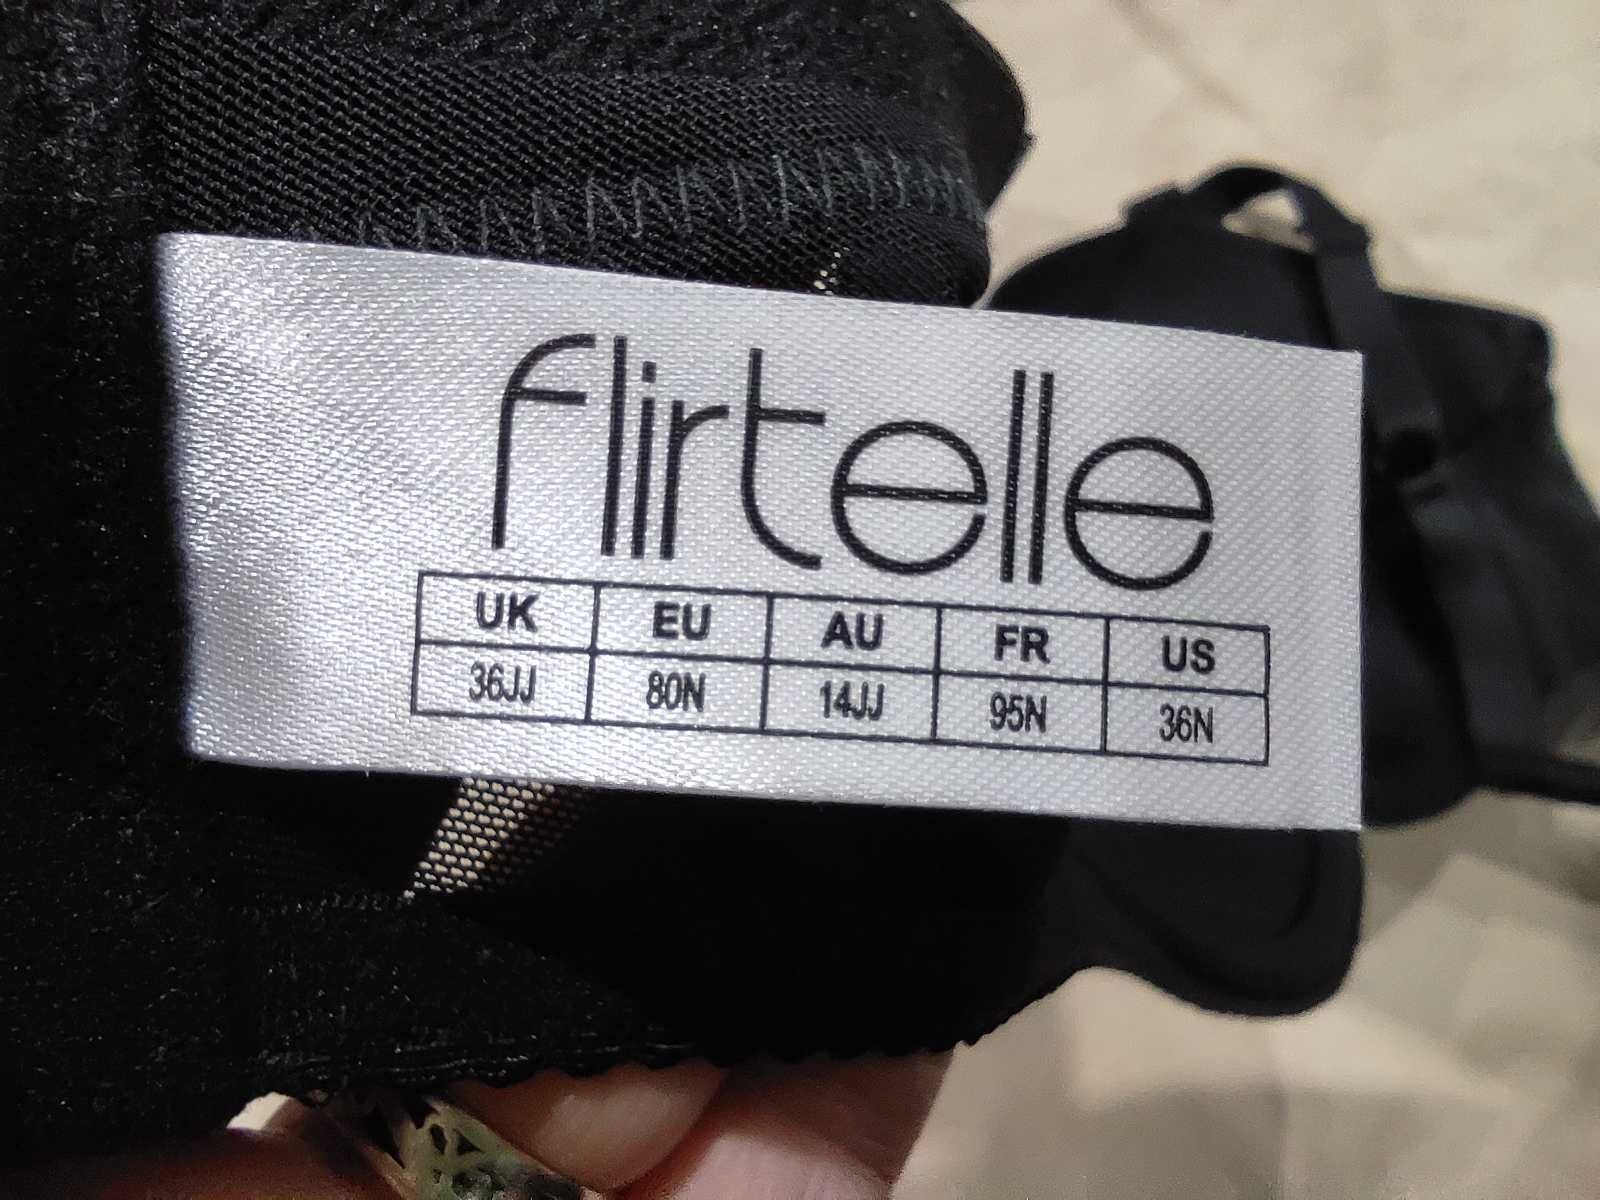 flirtelle
UK EU AU FR US
36JJ 80N 14JJ 95N 36N